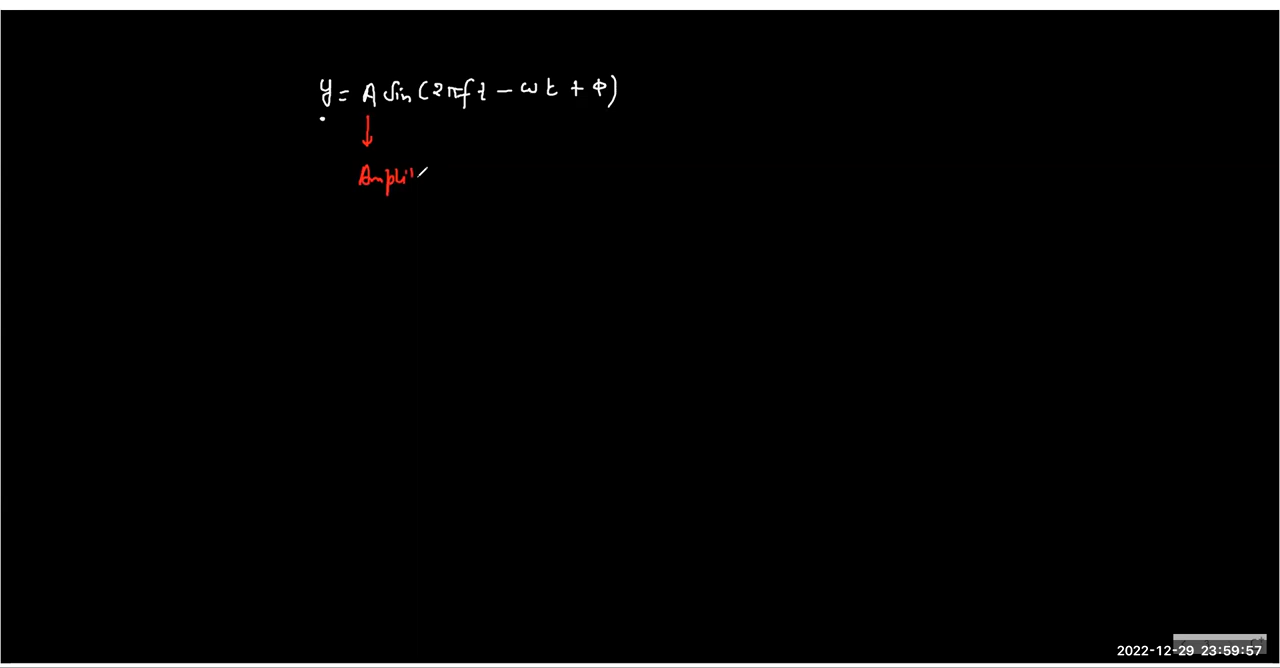 y = A sin(2πft - ωt + φ)
Ampli
2022-12-29 23:59:57